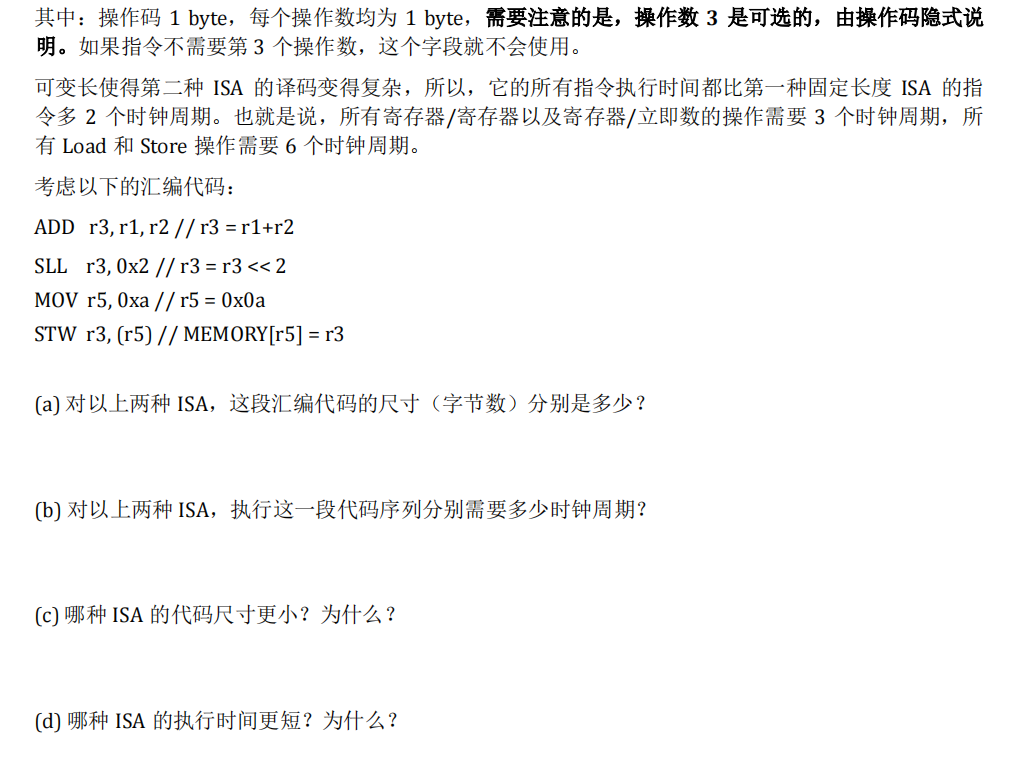 其中：操作码 1 byte，每个操作数均为 1 byte，需要注意的是，操作数 3 是可选的，由操作码隐式说
明。如果指令不需要第 3 个操作数，这个字段就不会使用。
可变长使得第二种 ISA 的译码变得复杂，所以，它的所有指令执行时间都比第一种固定长度 ISA 的指
令多 2 个时钟周期。也就是说，所有寄存器/寄存器以及寄存器/立即数的操作需要 3 个时钟周期，所
有 Load 和 Store 操作需要 6 个时钟周期。
考虑以下的汇编代码：
ADD r3, r1, r2 // r3 = r1+r2
SLL r3, 0x2 // r3 = r3 << 2
MOV r5, 0xa // r5 = 0x0a
STW r3, (r5) // MEMORY[r5] = r3
(a) 对以上两种 ISA，这段汇编代码的尺寸（字节数）分别是多少？
(b) 对以上两种 ISA，执行这一段代码序列分别需要多少时钟周期？
(c) 哪种 ISA 的代码尺寸更小？为什么？
(d) 哪种 ISA 的执行时间更短？为什么？